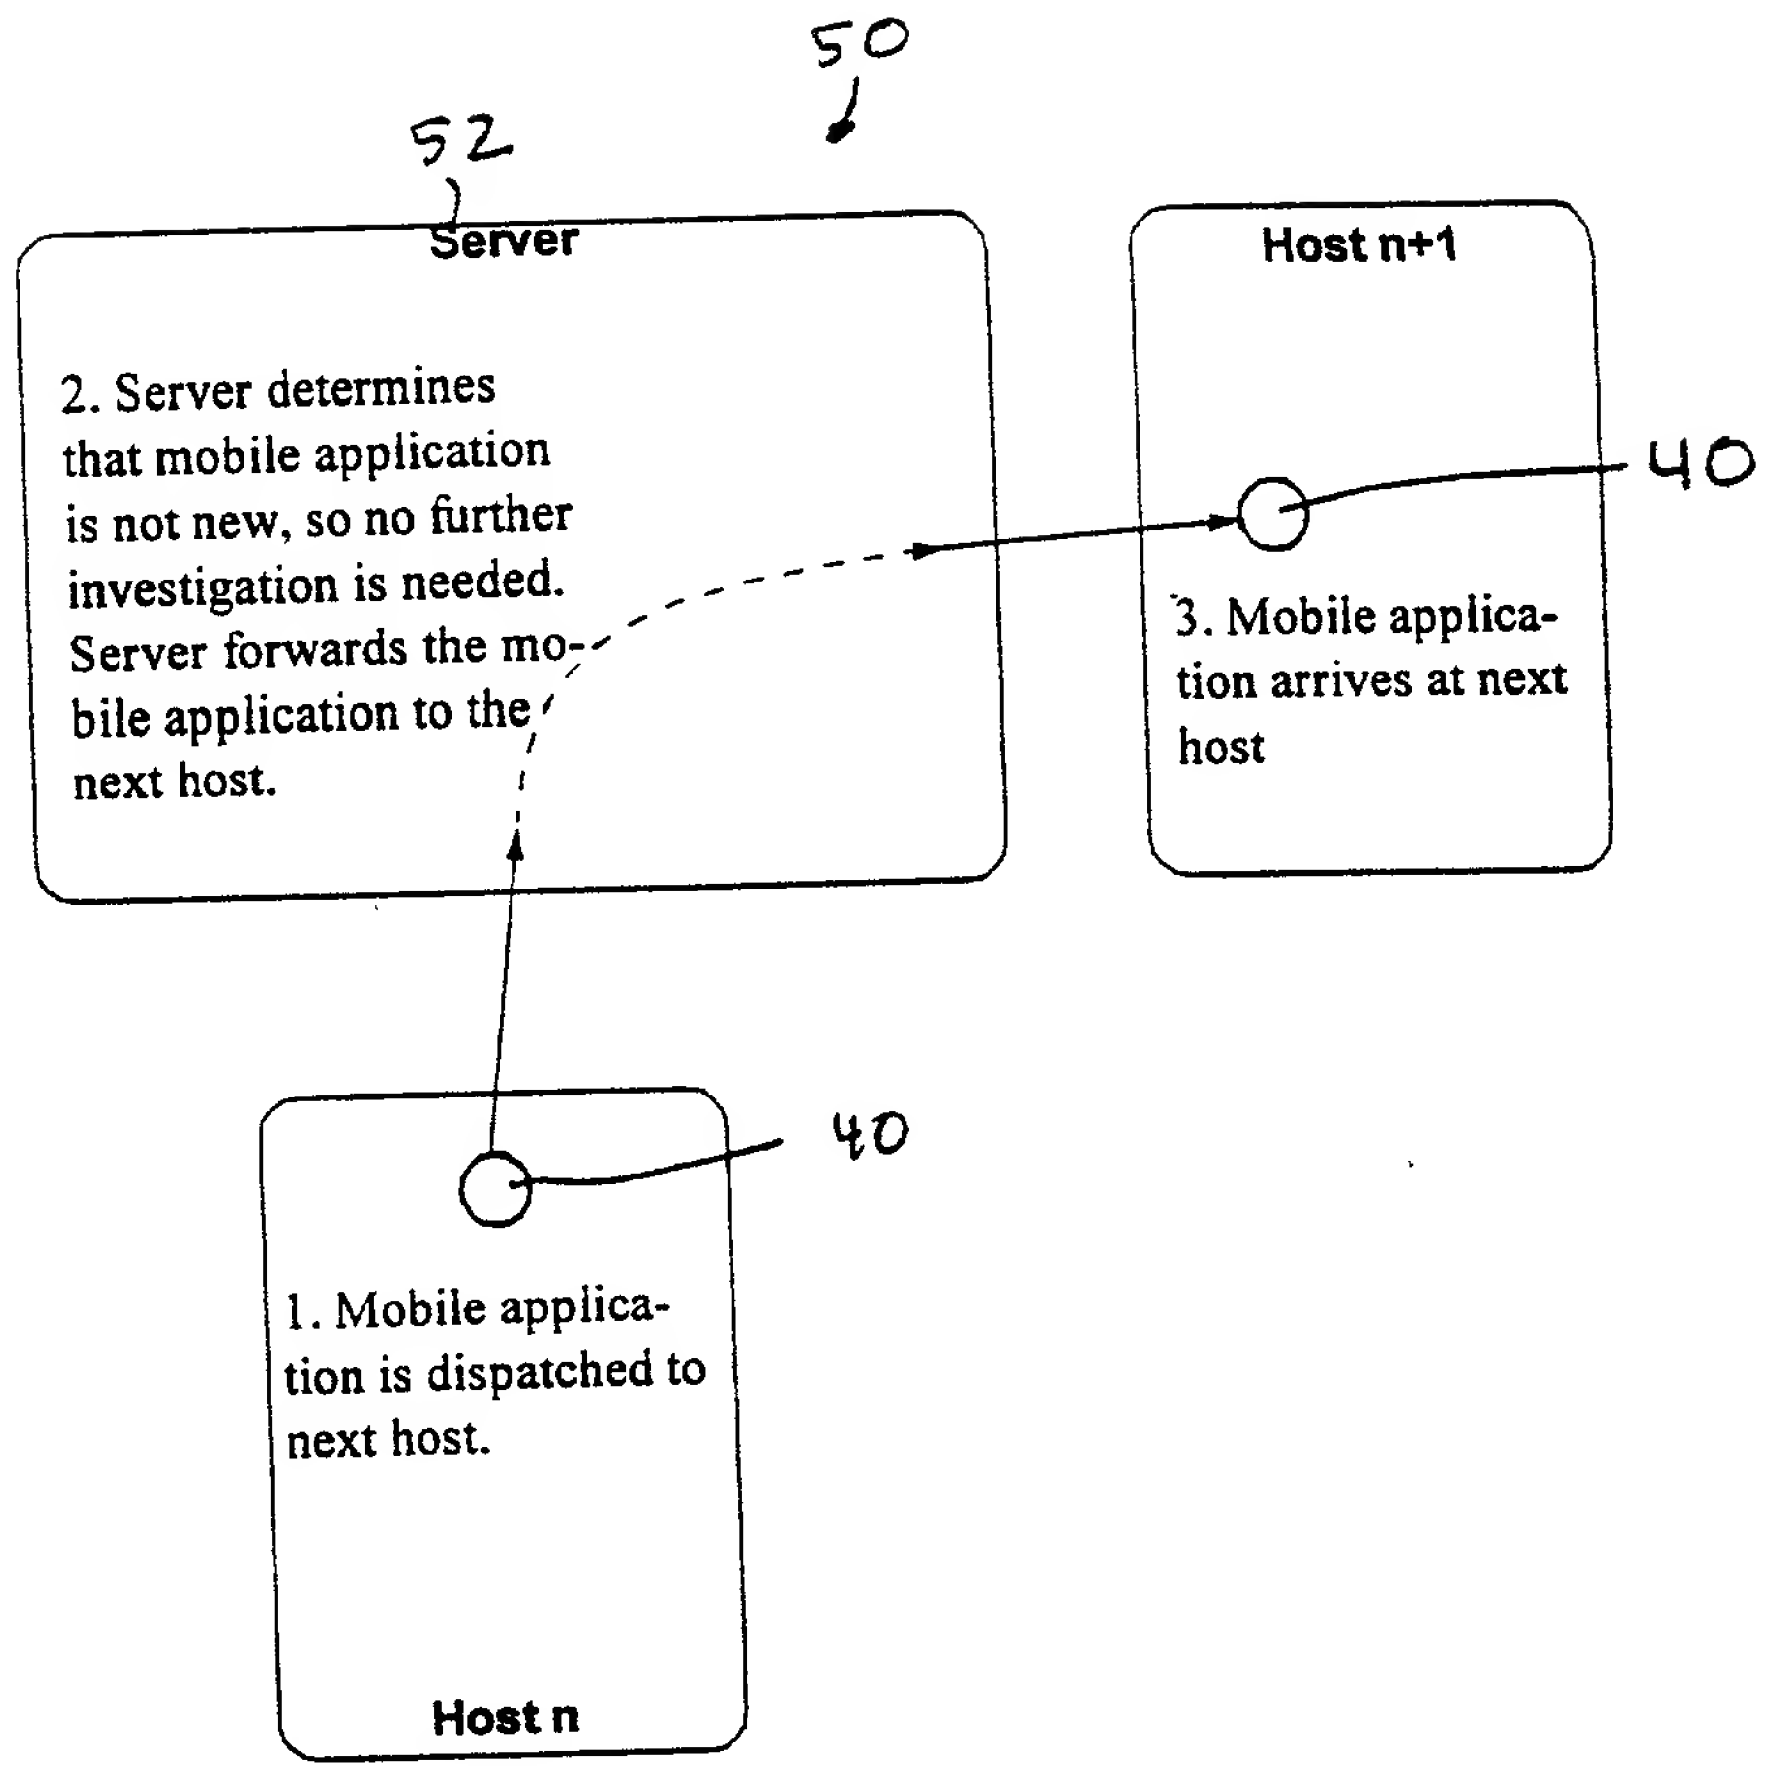 50
52
Server
2. Server determines
that mobile application
is not new, so no further
investigation is needed.
Server forwards the mo-
bile application to the
next host.
Host n+1
40
3. Mobile applica-
tion arrives at next
host
40
1. Mobile applica-
tion is dispatched to
next host.
Host n